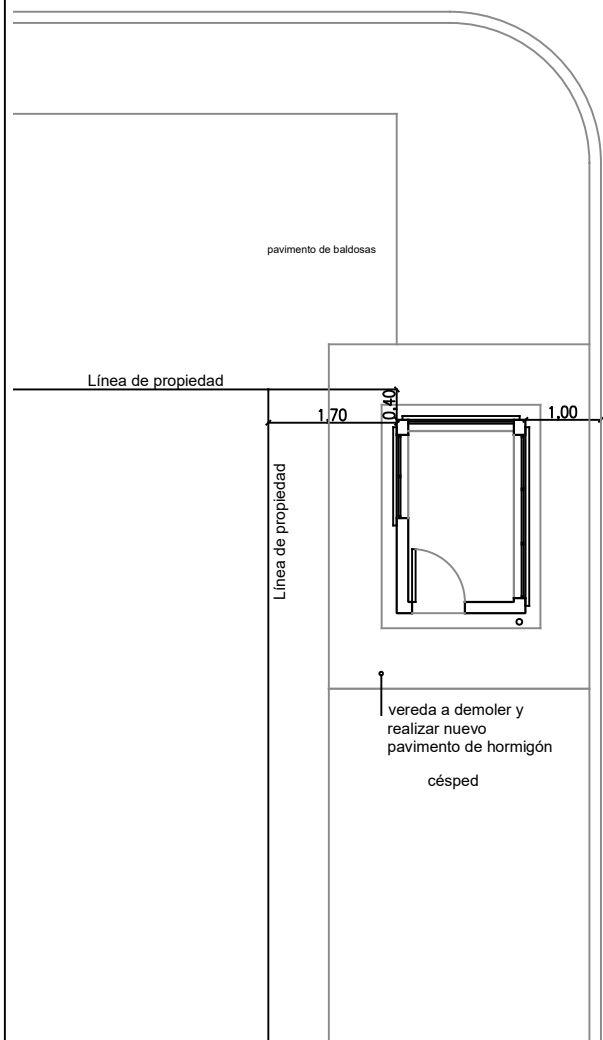 pavimento de baldosas
Línea de propiedad
0.40
1.70
1.00
Línea de propiedad
vereda a demoler y
realizar nuevo
pavimento de hormigón
césped